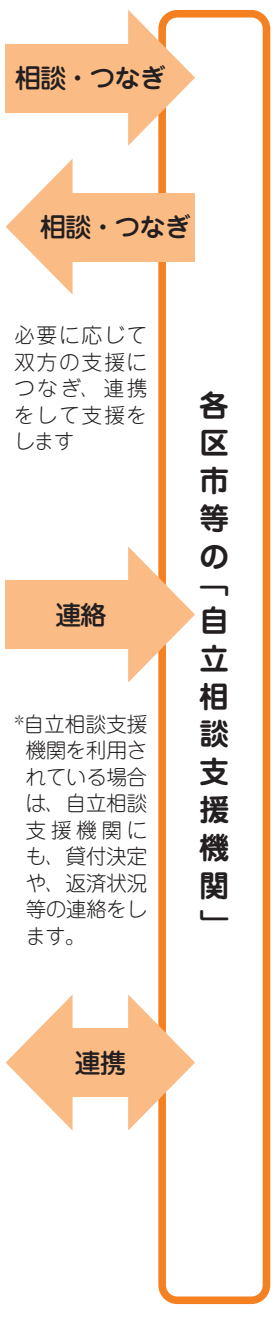 相談・つなぎ
相談・つなぎ
必要に応じて
双方の支援に
つなぎ、連携
をして支援を
します
連絡
*自立相談支援
機関を利用さ
れている場合
は、自立相談
支援機関に
も、貸付決定
や、返済状況
等の連絡をし
ます。
連携
各区市等の「自立相談支援機関」